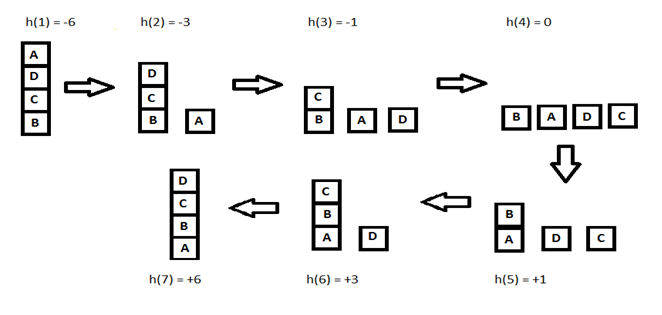 h(1) = -6
h(2) = -3
h(3) = -1
h(4) = 0
A
D
C
B
D
C
B
A
C
B
A
D
B
A
D
C
D
C
B
A
C
B
A
D
B
A
D
C
h(7) = +6
h(6) = +3
h(5) = +1